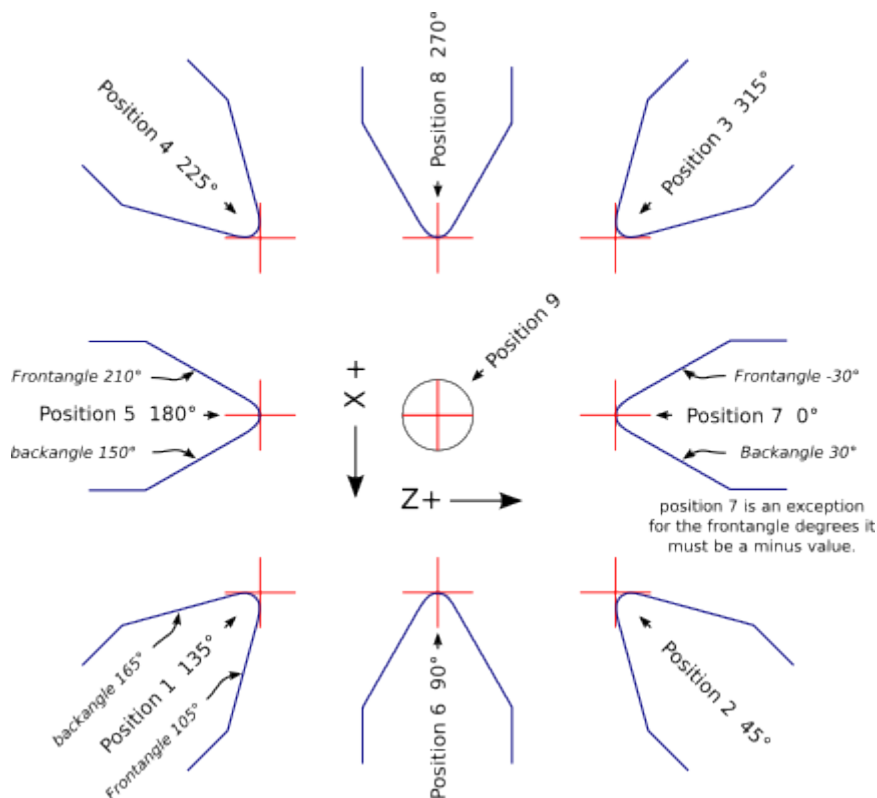 Position 4  225°
Position 8  270°
Position 3  315°
Position 9
Frontangle 210°
Position 5  180°
backangle 150°
X +
Z+
Frontangle -30°
Position 7  0°
Backangle 30°
position 7 is an exception
for the frontangle degrees it
must be a minus value.
backangle 165°
Position 1  135°
Frontangle 105°
Position 6  90°
Position 2  45°